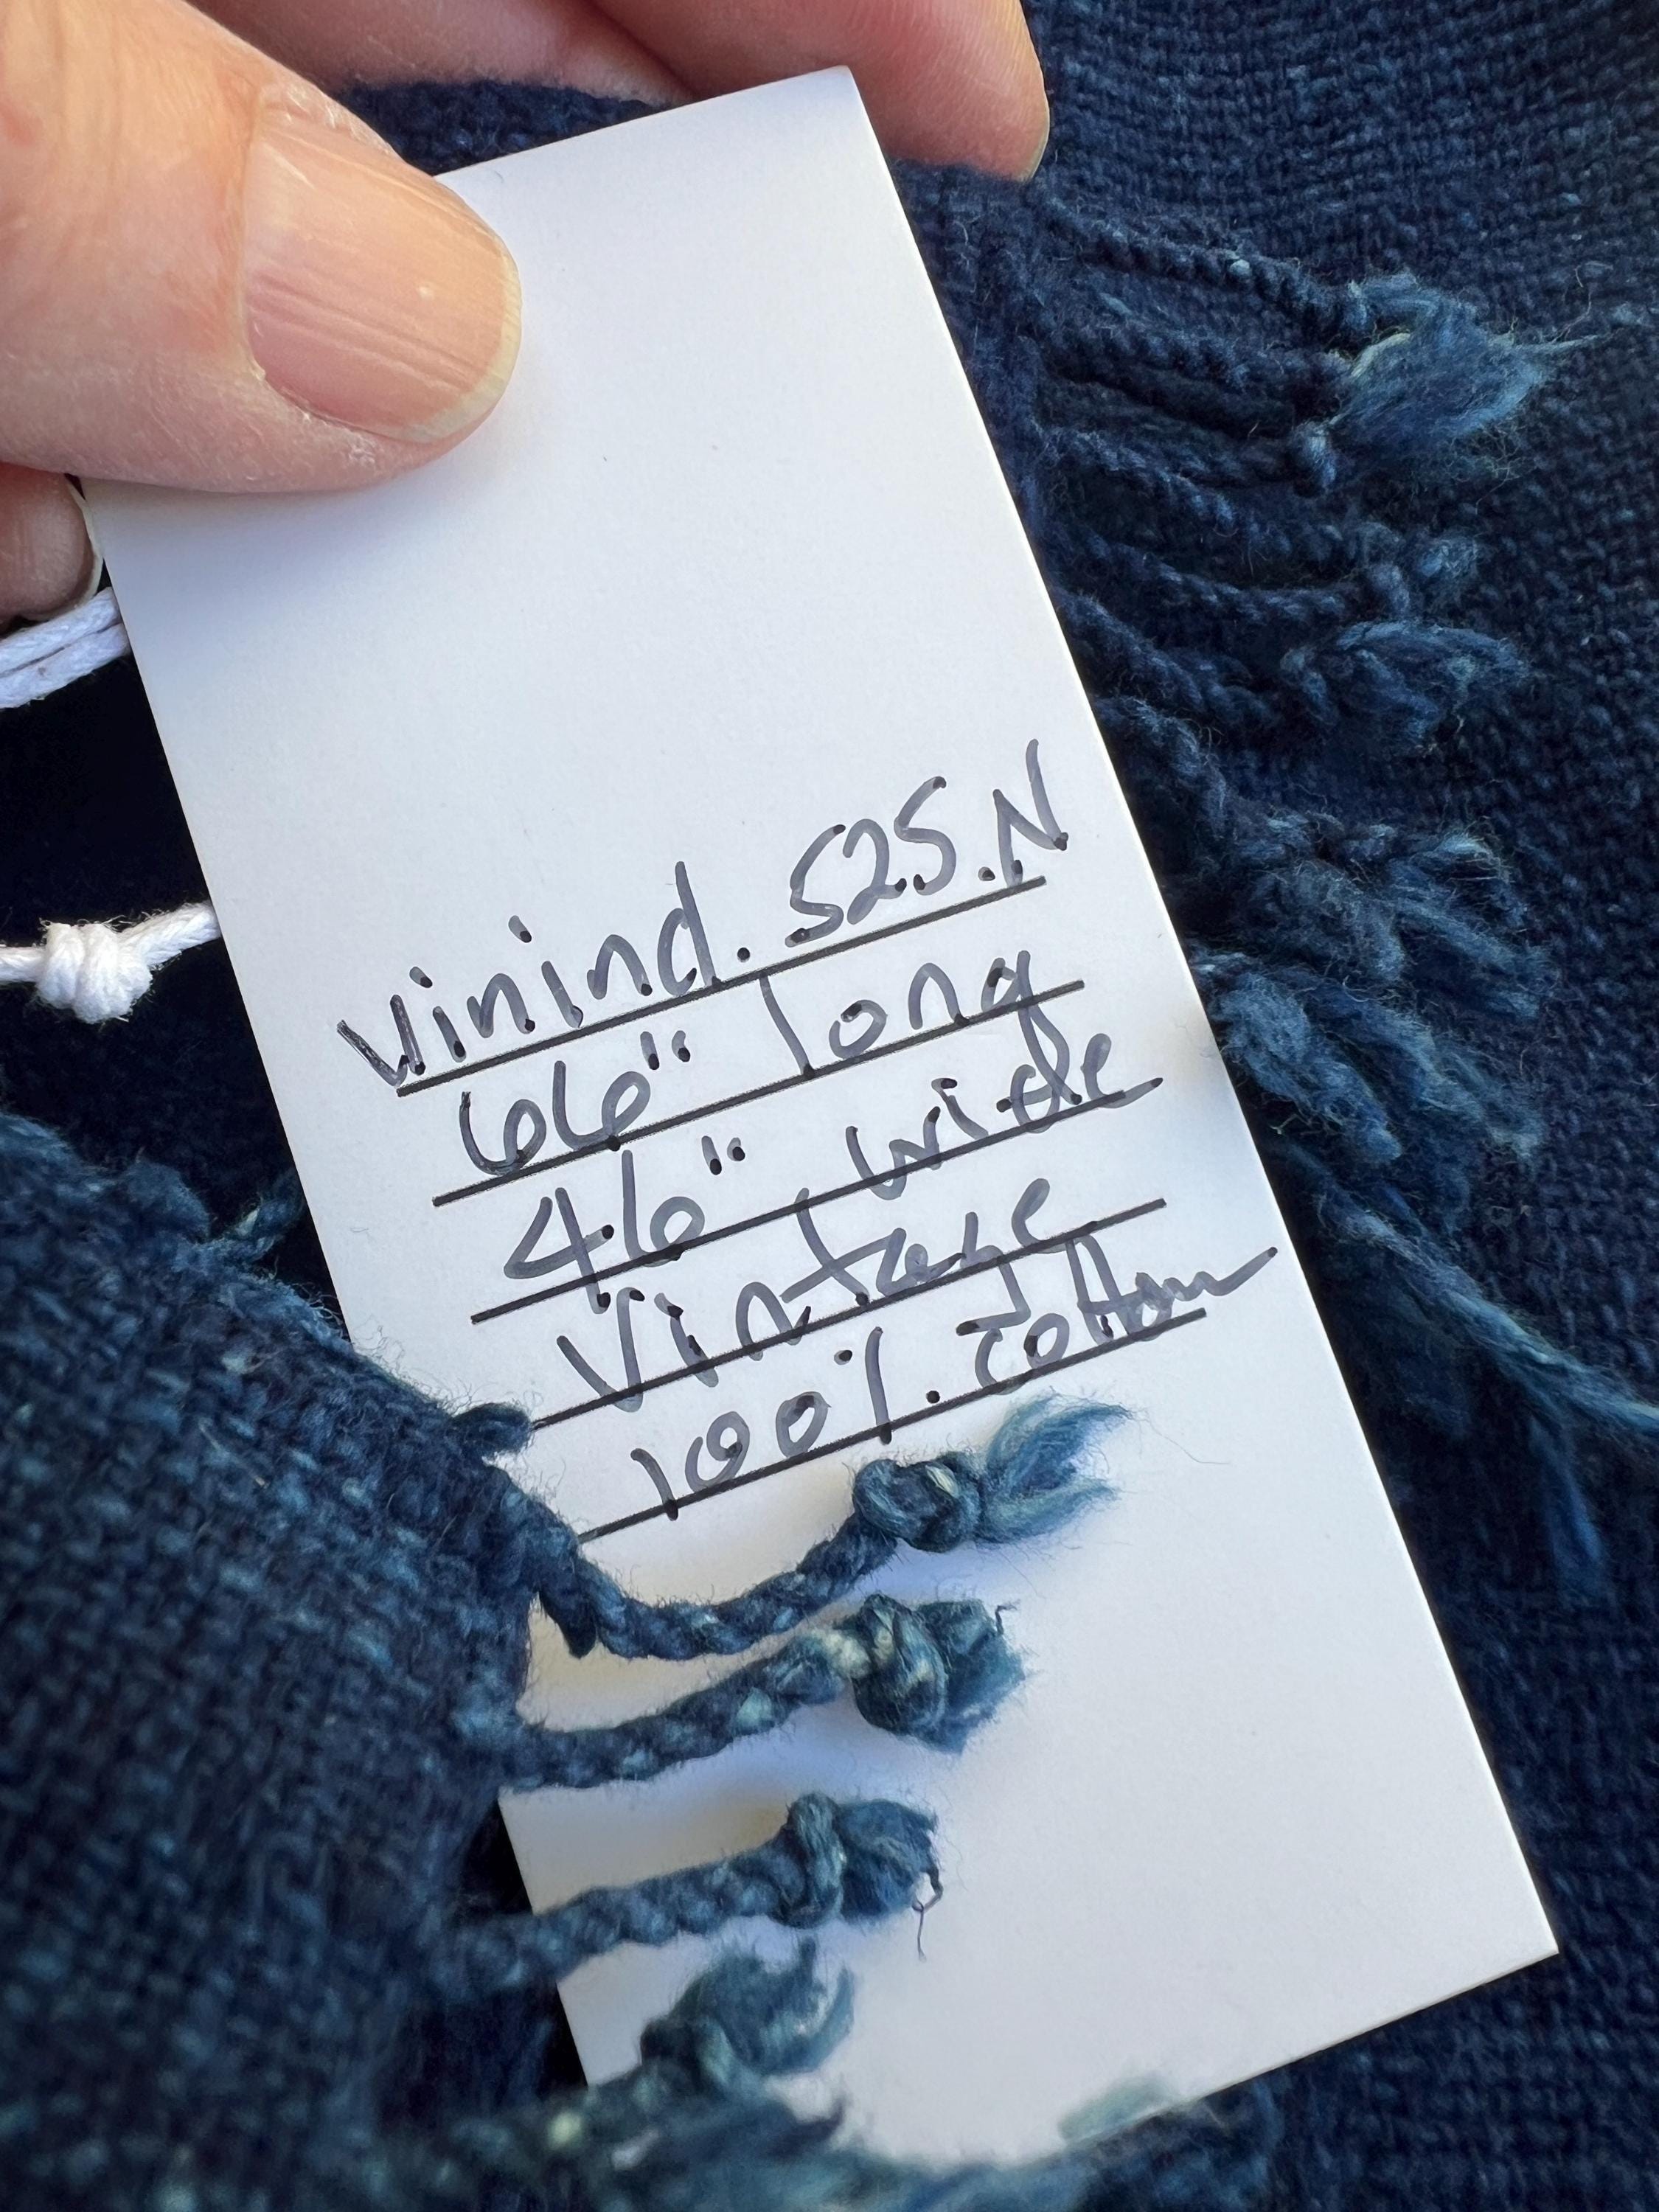 Vinind. S25.N
66" long
46" wide
Vintage
100%. cotton